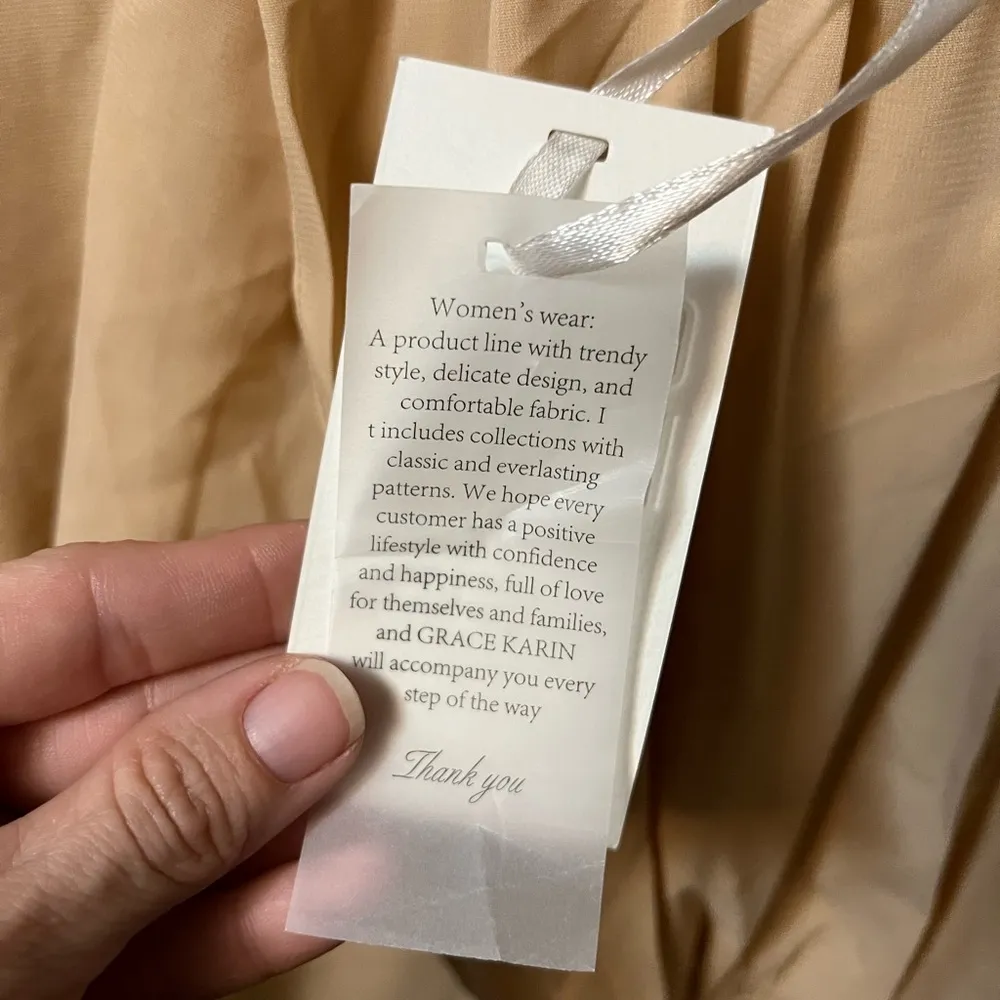 Women's wear:
A product line with trendy
style, delicate design, and
comfortable fabric. I
t includes collections with
classic and everlasting
patterns. We hope every
customer has a positive
lifestyle with confidence
and happiness, full of love
for themselves and families,
and GRACE KARIN
will accompany you every
step of the way
Thank you